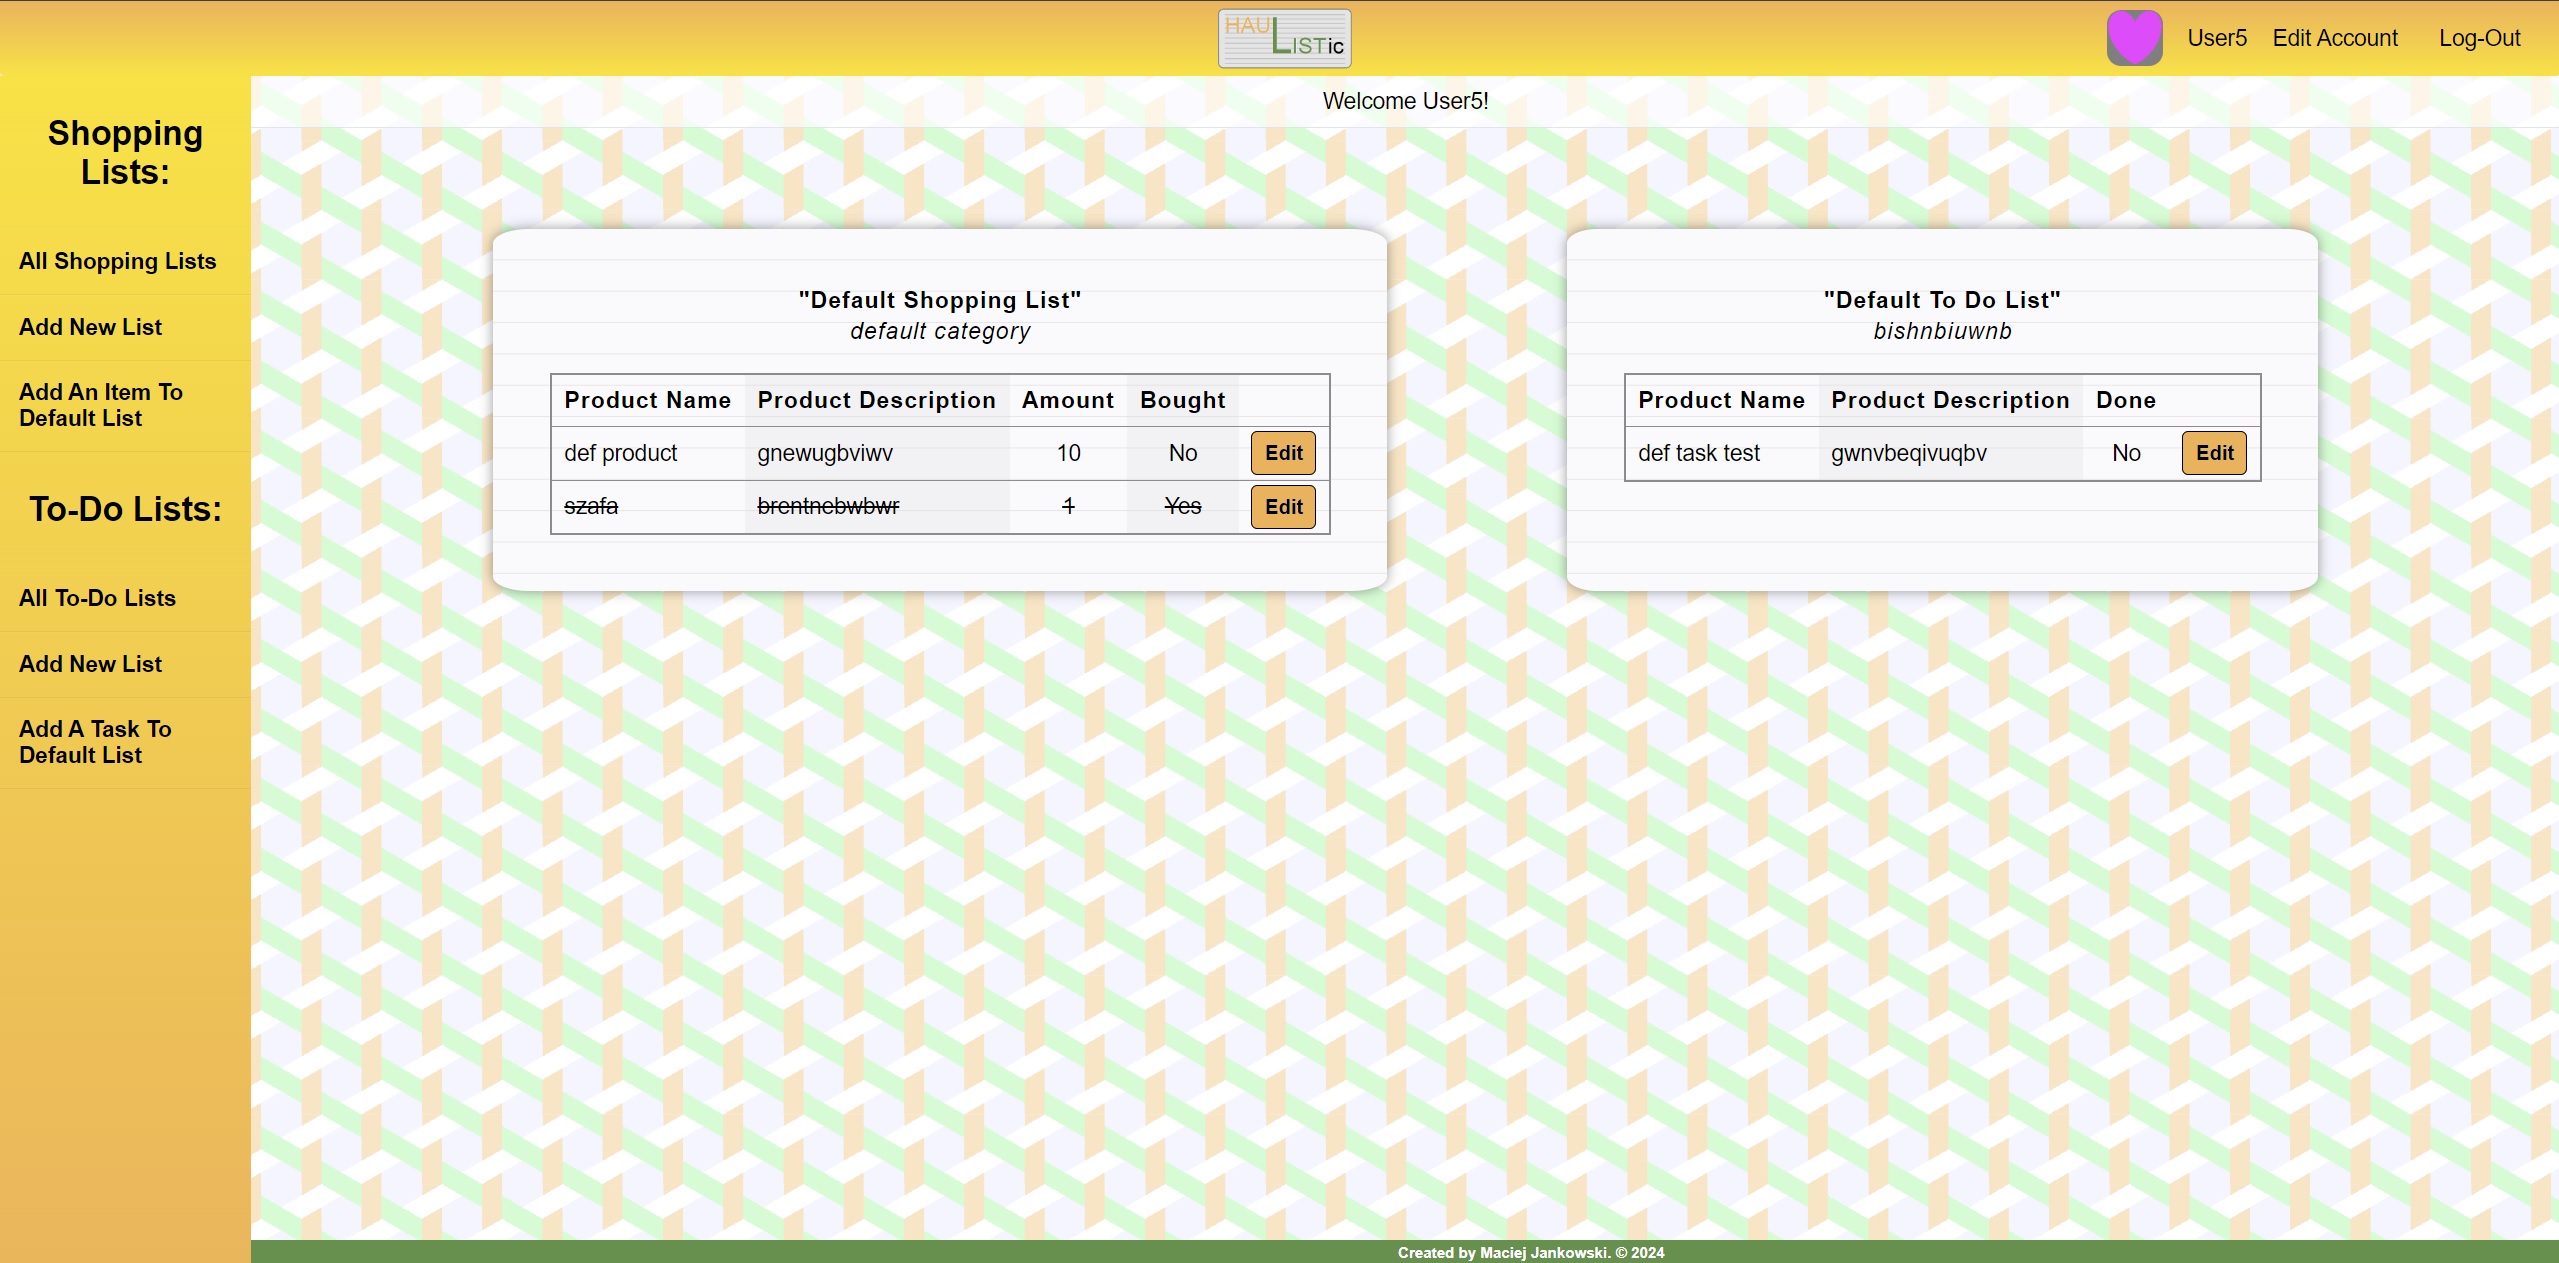 HAU
LISTic
User5 Edit Account Log-Out
Welcome User5!
Shopping
Lists:
All Shopping Lists
Add New List
Add An Item To
Default List
To-Do Lists:
All To-Do Lists
Add New List
Add A Task To
Default List
"Default Shopping List"
default category
Product Name Product Description Amount Bought
def product gnewugbviwv 10 No Edit
szafa brentnebwbwr 1 Yes Edit
"Default To Do List"
bishnbiuwnb
Product Name Product Description Done
def task test gwnvbeqivuqbv No Edit
Created by Maciej Jankowski. © 2024